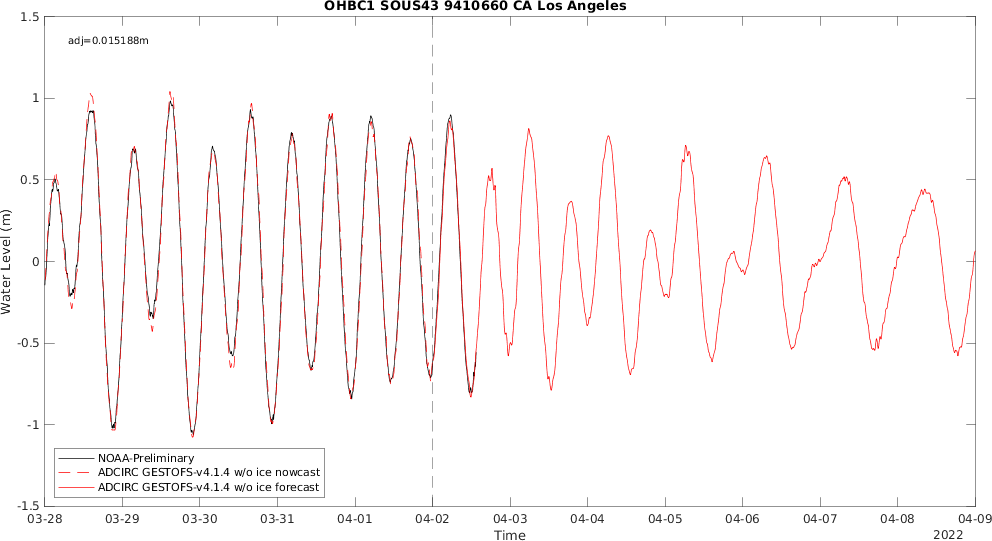 OHBC1 SOUS43 9410660 CA Los Angeles
adj=0.015188m
1.5
1
0.5
0
-0.5
-1
-1.5
Water Level (m)
NOAA-Preliminary
ADCIRC GESTOFS-v4.1.4 w/o ice nowcast
ADCIRC GESTOFS-v4.1.4 w/o ice forecast
03-28 03-29 03-30 03-31 04-01 04-02 04-03 04-04 04-05 04-06 04-07 04-08 04-09
Time
2022